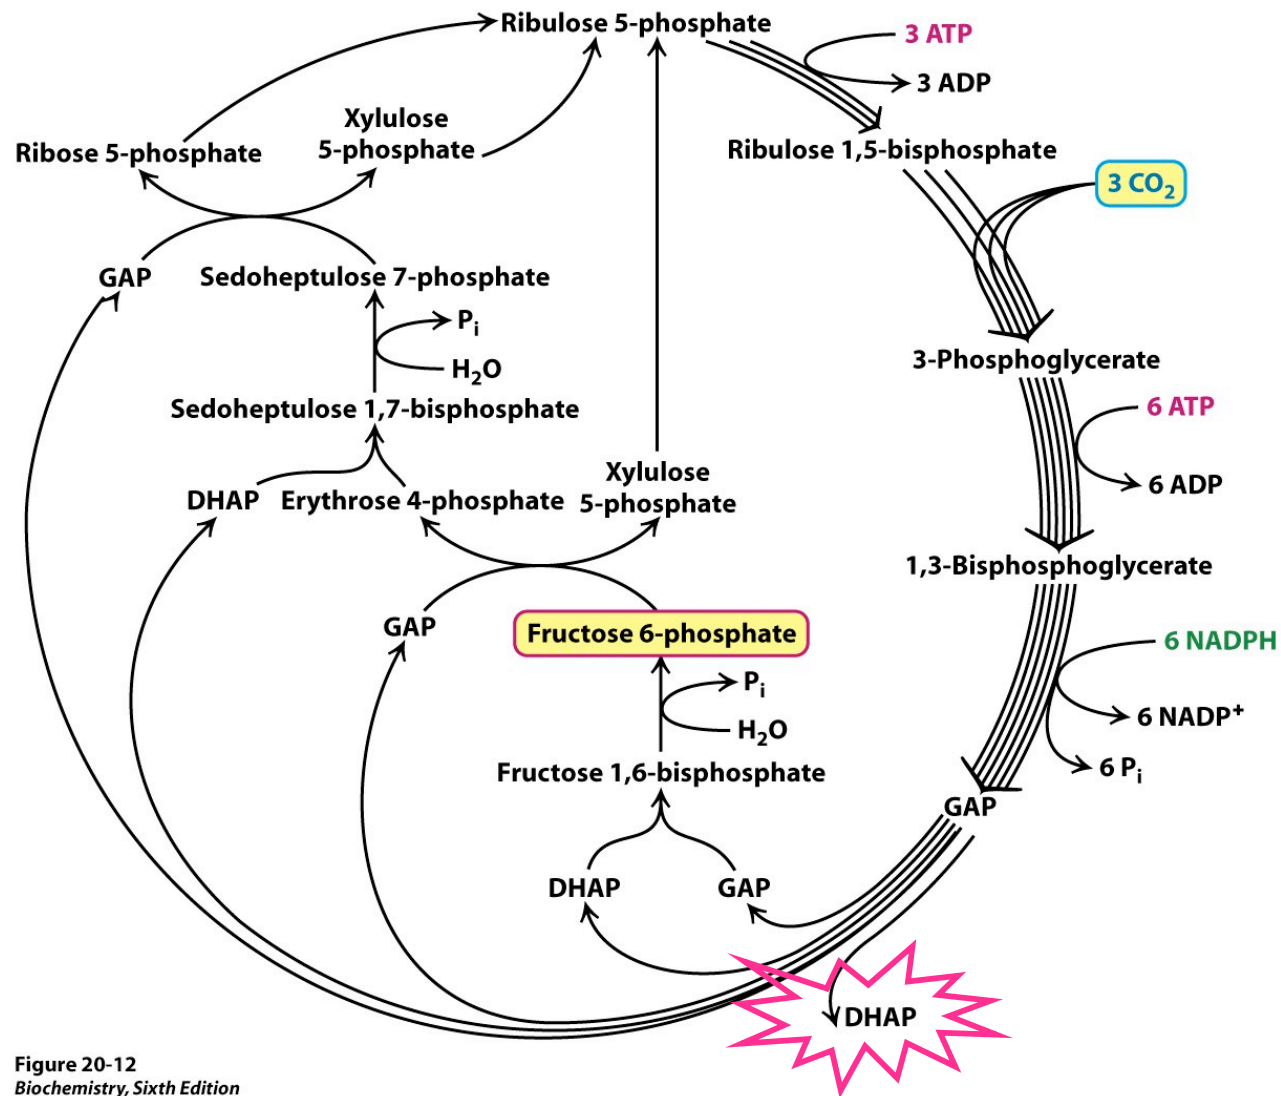 Ribulose 5-phosphate
3 ATP
3 ADP
Xylulose
5-phosphate
Ribose 5-phosphate
Ribulose 1,5-bisphosphate
3 CO₂
GAP
Sedoheptulose 7-phosphate
Pᵢ
H₂O
3-Phosphoglycerate
Sedoheptulose 1,7-bisphosphate
6 ATP
6 ADP
DHAP
Erythrose 4-phosphate
Xylulose
5-phosphate
1,3-Bisphosphoglycerate
GAP
Fructose 6-phosphate
6 NADPH
Pᵢ
H₂O
6 NADP⁺
6 Pᵢ
Fructose 1,6-bisphosphate
GAP
DHAP
GAP
DHAP
Figure 20-12
Biochemistry, Sixth Edition